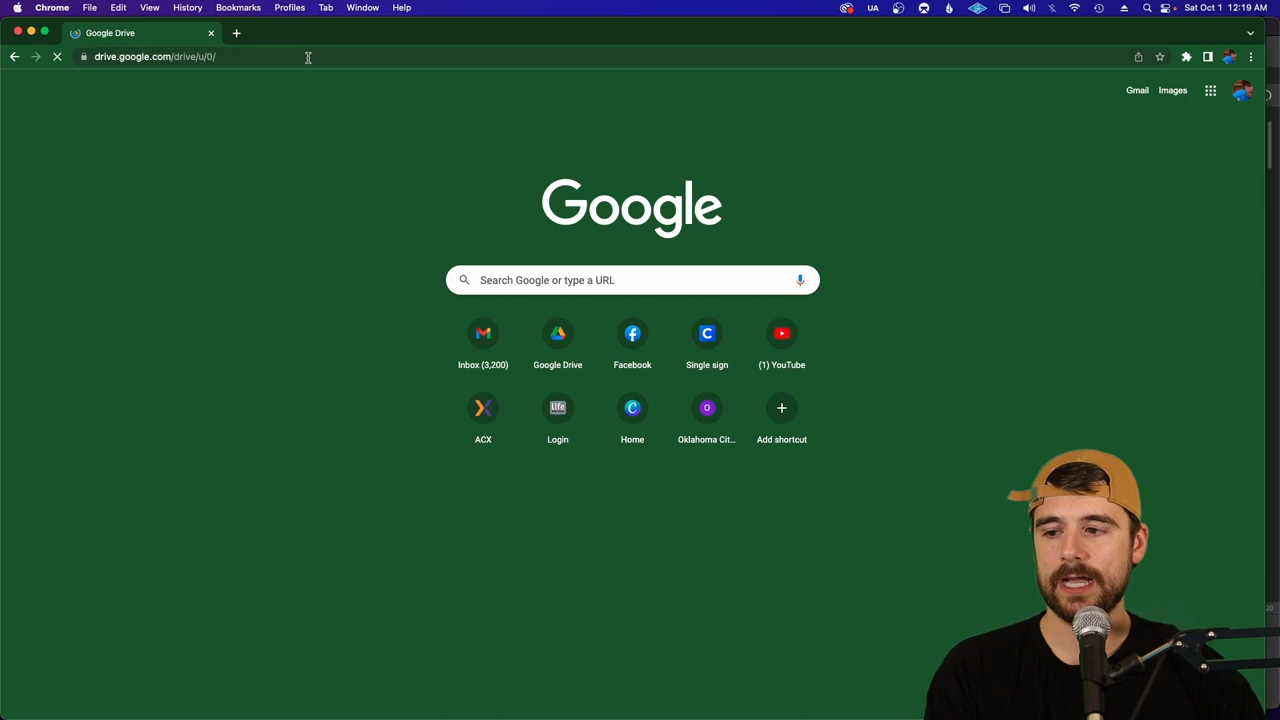 Chrome File Edit View History Bookmarks Profiles Tab Window Help UA Sat Oct 1 12:19 AM
Google Drive
drive.google.com/drive/u/0/
Gmail Images
Google
Search Google or type a URL
Inbox (3,200) Google Drive Facebook Single sign (1) YouTube
life
ACX Login Home Oklahoma Cit... Add shortcut
20